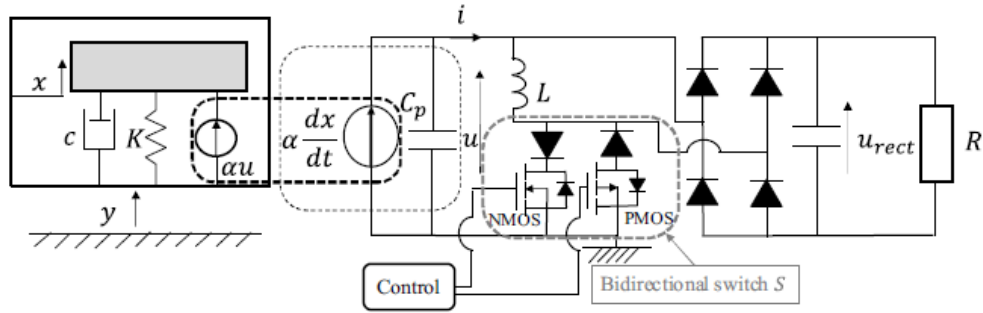 i
x
c
K
αu
y
α dx/dt
C_p
u
L
NMOS
PMOS
u_rect
R
Control
Bidirectional switch S